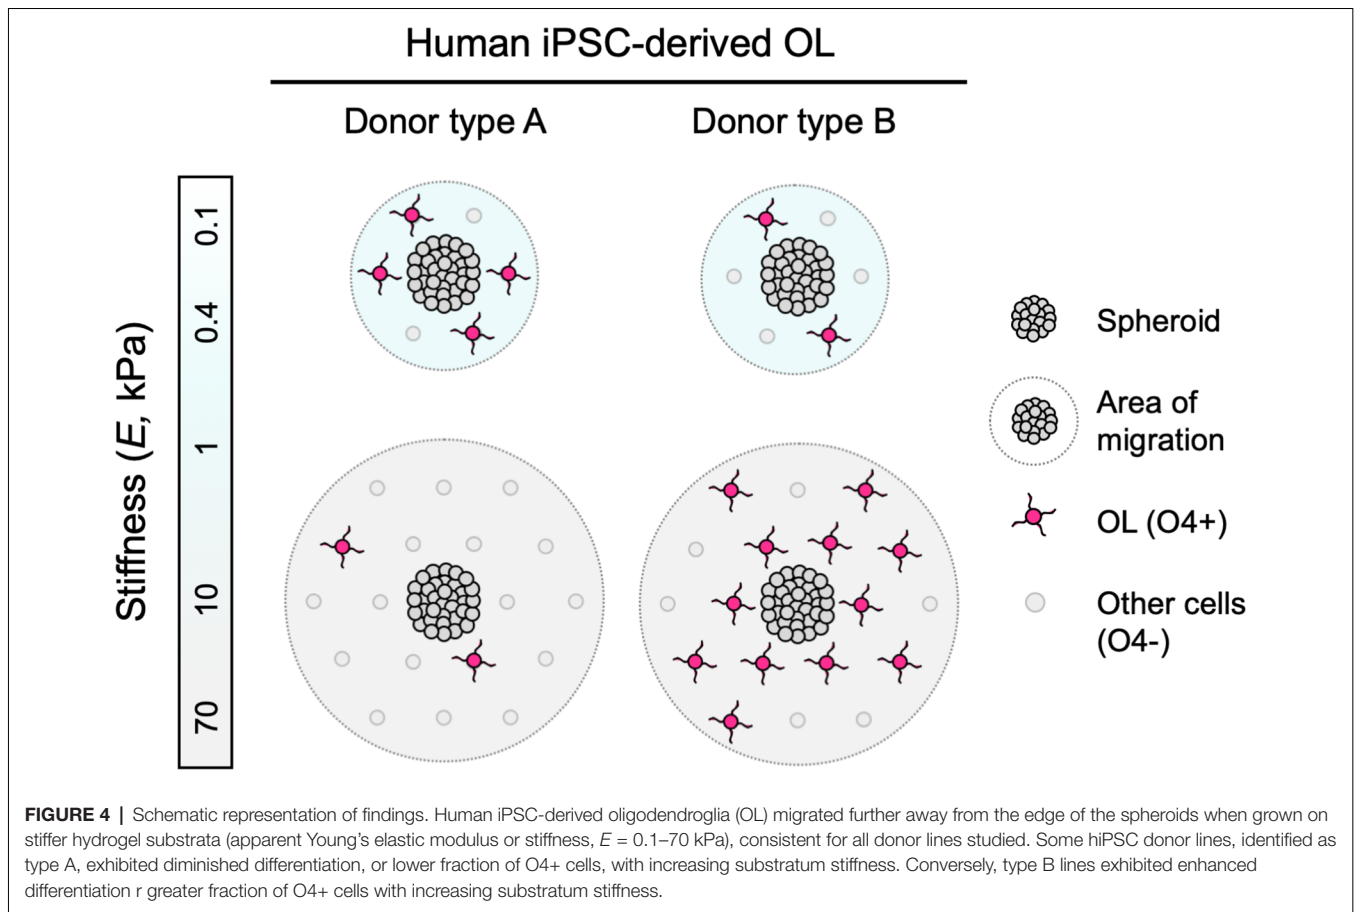 Human iPSC-derived OL
Donor type A
Donor type B
Stiffness (E, kPa)
0.1
0.4
1
10
70
Spheroid
Area of
migration
OL (O4+)
Other cells
(O4-)
FIGURE 4 | Schematic representation of findings. Human iPSC-derived oligodendroglia (OL) migrated further away from the edge of the spheroids when grown on
stiffer hydrogel substrata (apparent Young's elastic modulus or stiffness, E = 0.1–70 kPa), consistent for all donor lines studied. Some hiPSC donor lines, identified as
type A, exhibited diminished differentiation, or lower fraction of O4+ cells, with increasing substratum stiffness. Conversely, type B lines exhibited enhanced
differentiation r greater fraction of O4+ cells with increasing substratum stiffness.